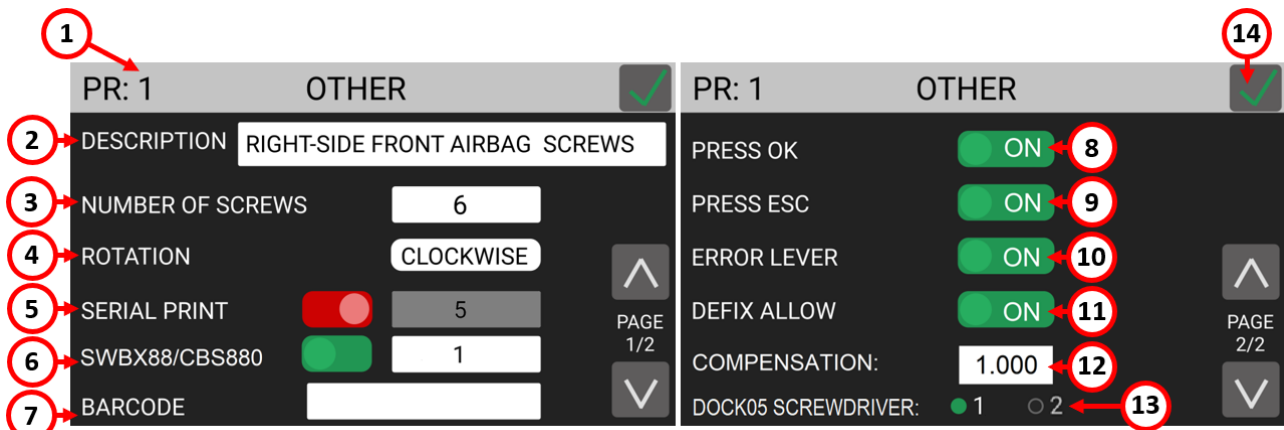 1
PR: 1 OTHER
2 DESCRIPTION RIGHT-SIDE FRONT AIRBAG SCREWS
3 NUMBER OF SCREWS 6
4 ROTATION CLOCKWISE
5 SERIAL PRINT 5
6 SWBX88/CBS880 1
7 BARCODE
PAGE
1/2
14
PR: 1 OTHER
PRESS OK ON 8
PRESS ESC ON 9
ERROR LEVER ON 10
DEFIX ALLOW ON 11
COMPENSATION: 1.000 12
DOCK05 SCREWDRIVER: 1 2 13
PAGE
2/2